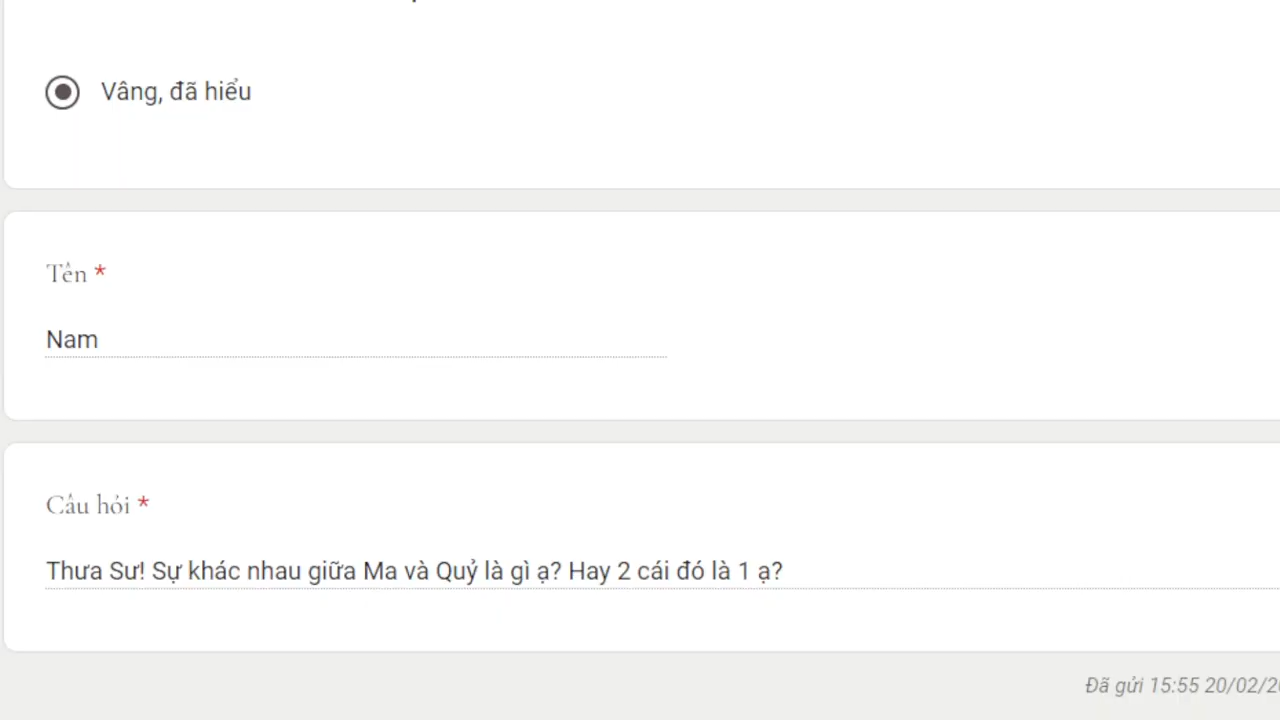 Vâng, đã hiểu
Tên *
Nam
Câu hỏi *
Thưa Sư! Sự khác nhau giữa Ma và Quỷ là gì ạ? Hay 2 cái đó là 1 ạ?
Đã gửi 15:55 20/02/2